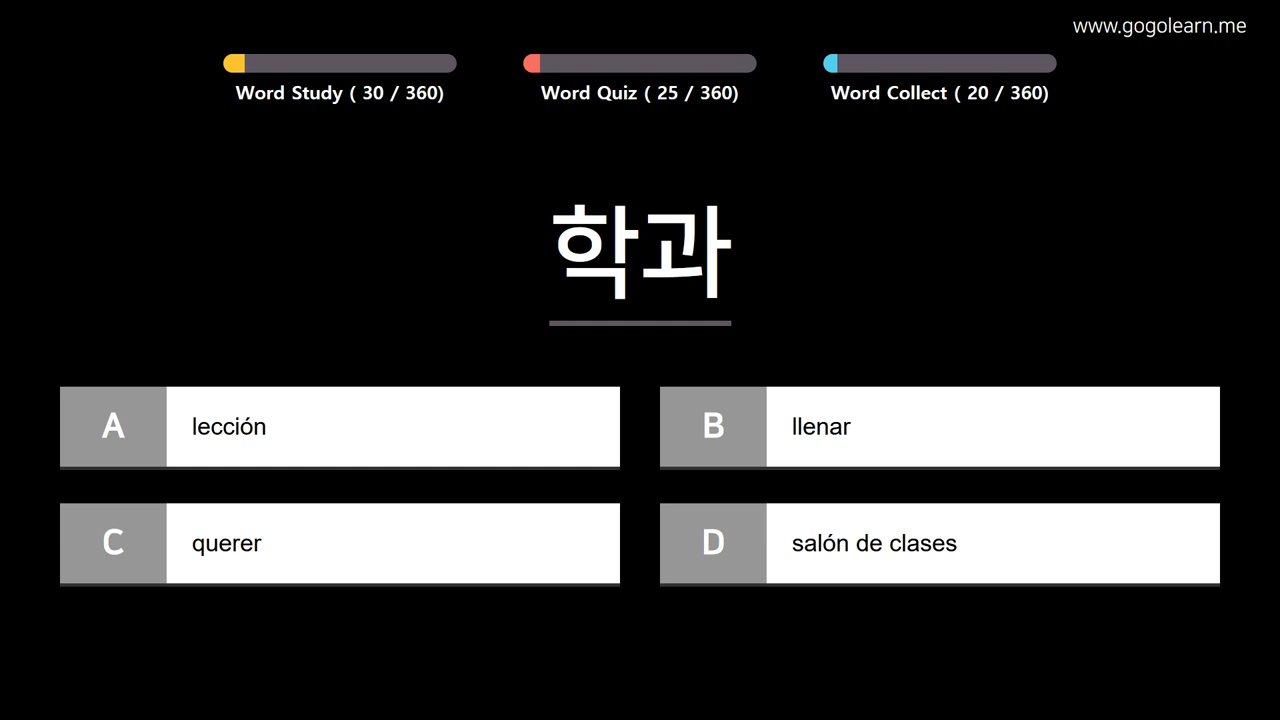 www.gogolearn.me
Word Study ( 30 / 360)
Word Quiz ( 25 / 360)
Word Collect ( 20 / 360)
학과
A lección
B llenar
C querer
D salón de clases